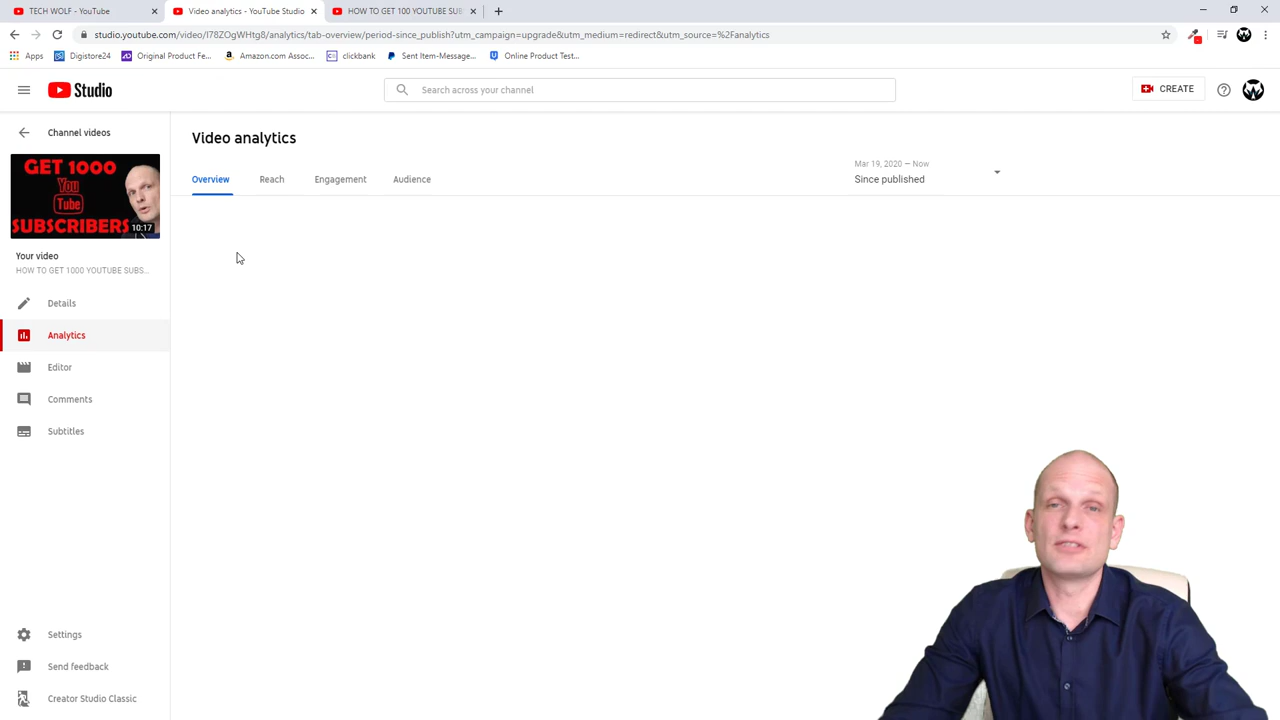 TECH WOLF - YouTube
Video analytics - YouTube Studio
HOW TO GET 100 YOUTUBE SUB
studio.youtube.com/video/I78ZOgWHtg8/analytics/tab-overview/period-since_publish?utm_campaign=upgrade&utm_medium=redirect&utm_source=%2Fanalytics
Apps
Digistore24
Original Product Fe...
Amazon.com Assoc...
clickbank
Sent Item-Message...
Online Product Test...
Studio
Search across your channel
CREATE
Channel videos
GET 1000
You
Tube
SUBSCRIBERS
10:17
Your video
HOW TO GET 1000 YOUTUBE SUBS...
Details
Analytics
Editor
Comments
Subtitles
Settings
Send feedback
Creator Studio Classic
Video analytics
Overview
Reach
Engagement
Audience
Mar 19, 2020 – Now
Since published